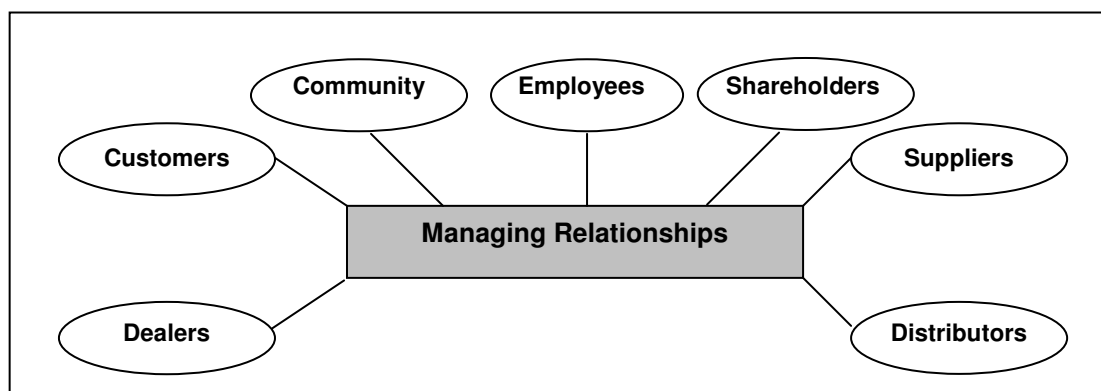 Community
Employees
Shareholders
Customers
Suppliers
Managing Relationships
Dealers
Distributors